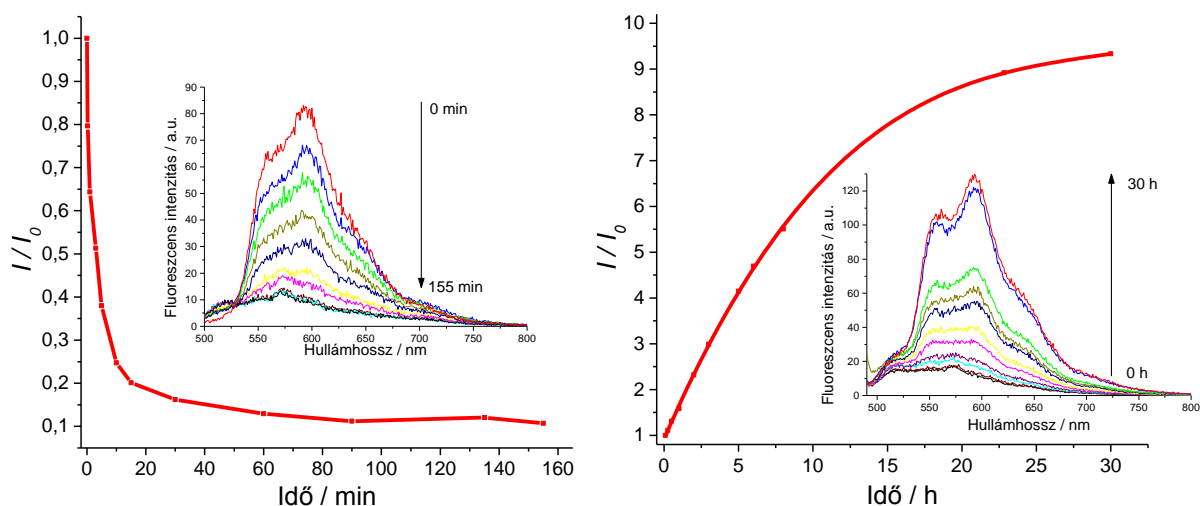 I / I0
1,0
0,9
0,8
0,7
0,6
0,5
0,4
0,3
0,2
0,1
0 20 40 60 80 100 120 140 160
Idő / min
Fluoreszcens intenzitás / a.u.
90
80
70
60
50
40
30
20
10
0
500 550 600 650 700 750 800
Hullámhossz / nm
0 min
155 min
I / I0
10
9
8
7
6
5
4
3
2
1
0 5 10 15 20 25 30
Idő / h
Fluoreszcens intenzitás / a.u.
120
100
80
60
40
20
0
500 550 600 650 700 750 800
Hullámhossz / nm
30 h
0 h